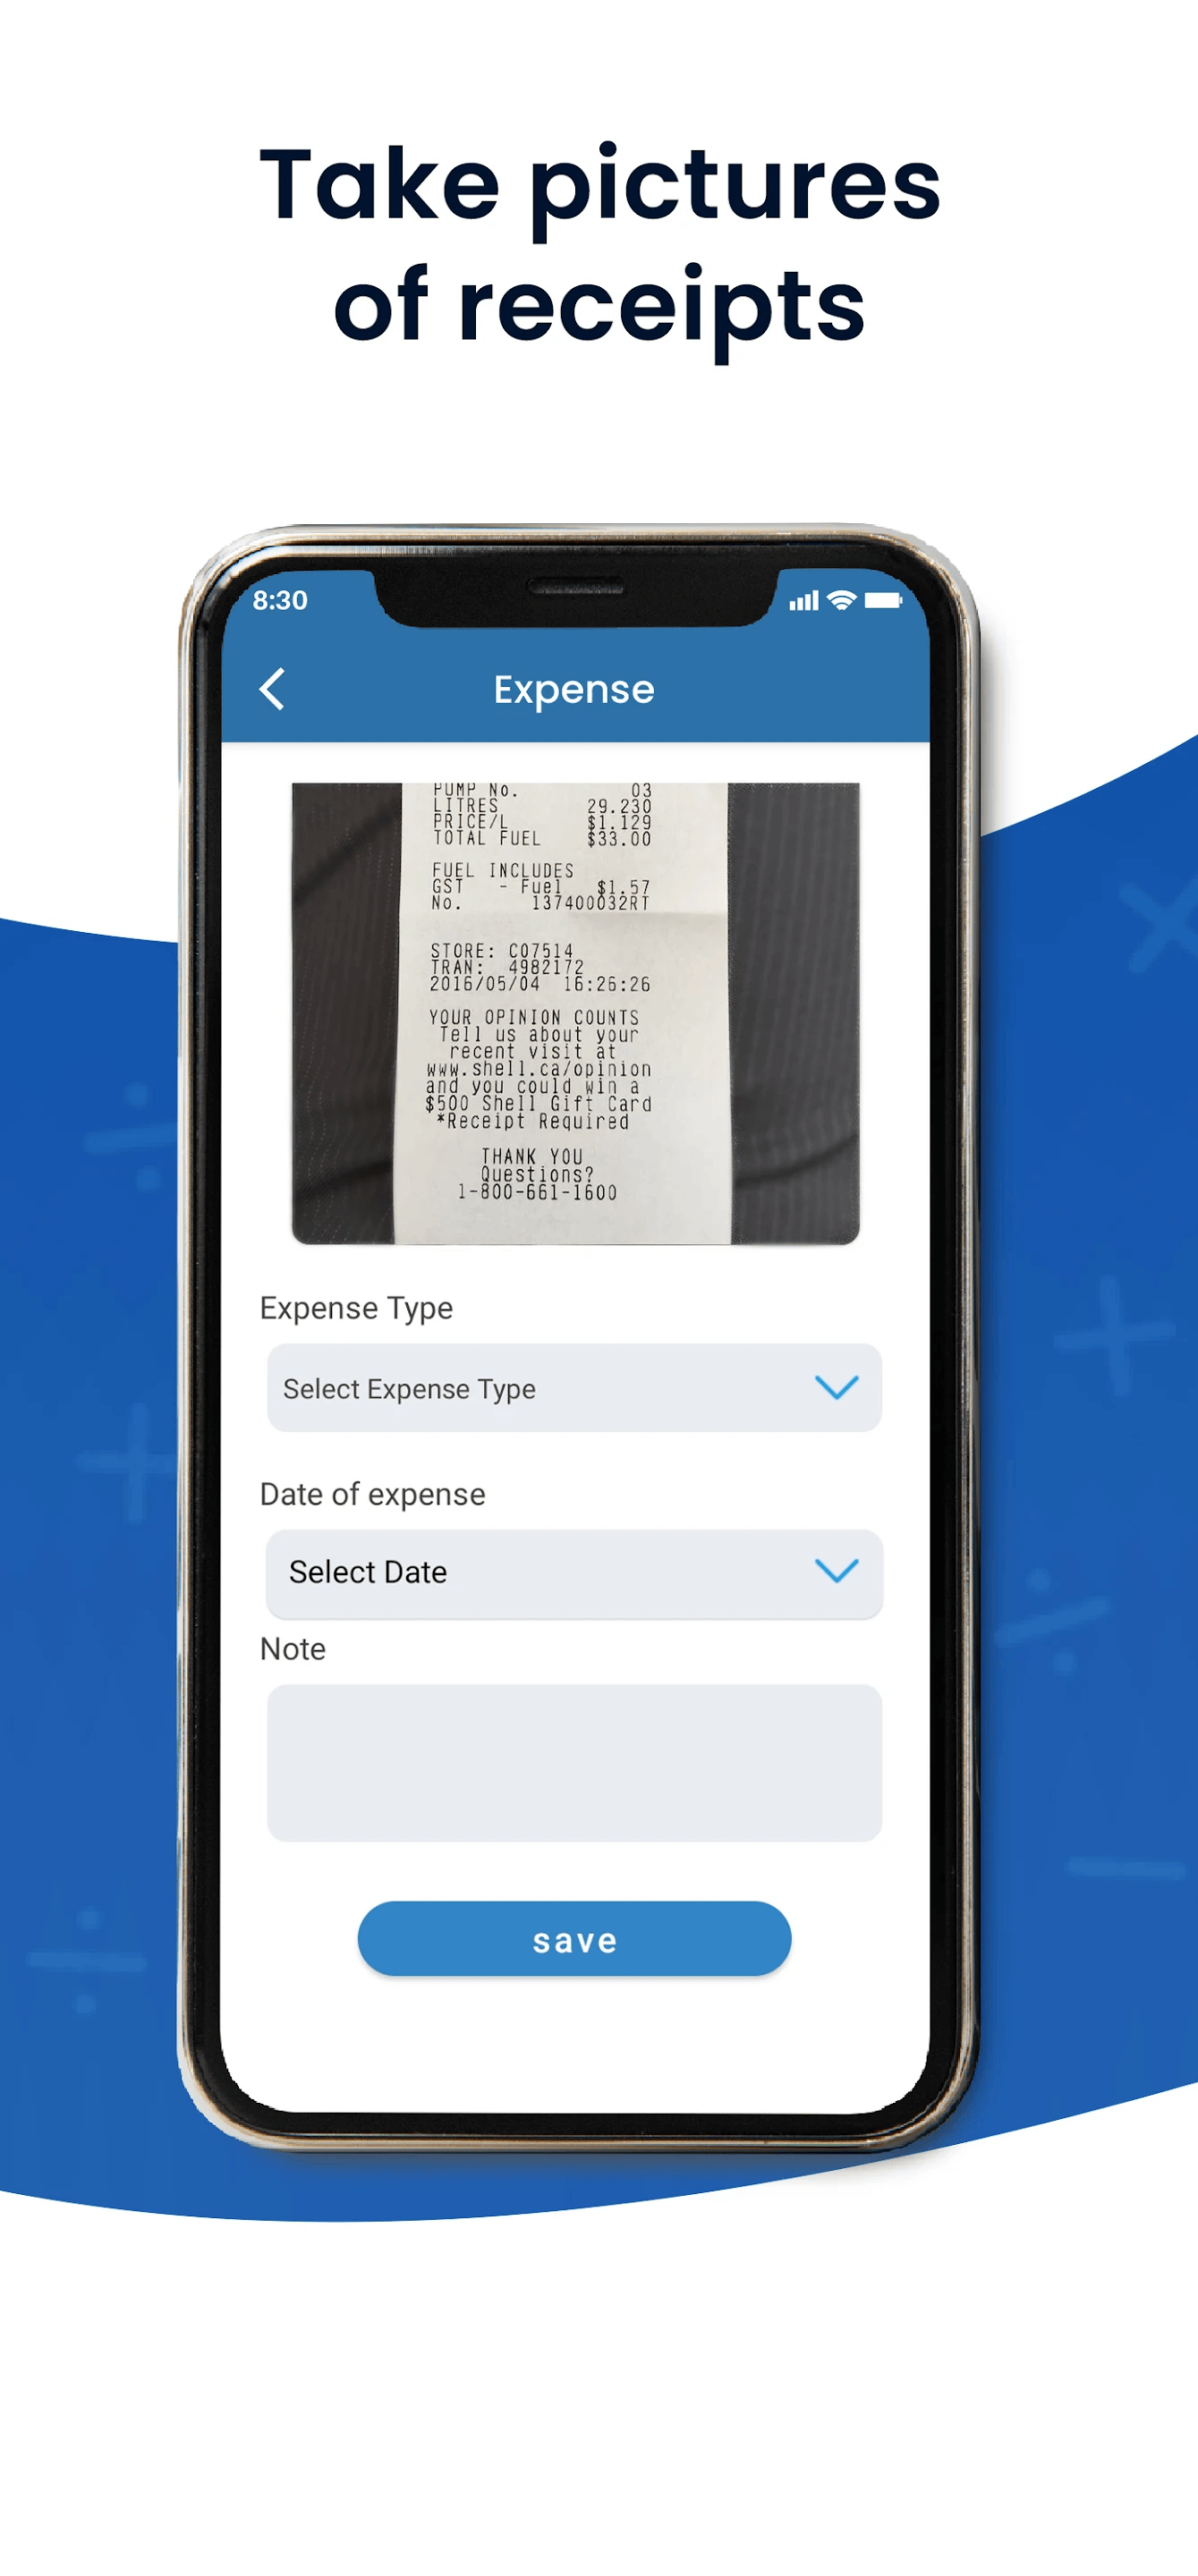 Take pictures
of receipts
8:30
Expense
PUMP No. 03
LITRES 29.230
PRICE/L $1.129
TOTAL FUEL $33.00
FUEL INCLUDES
GST - Fuel $1.57
No. 137400032RT
STORE: C07514
TRAN: 4982172
2016/05/04 16:26:26
YOUR OPINION COUNTS
Tell us about your
recent visit at
www.shell.ca/opinion
and you could win a
$500 Shell Gift Card
*Receipt Required
THANK YOU
Questions?
1-800-661-1600
Expense Type
Select Expense Type
Date of expense
Select Date
Note
save